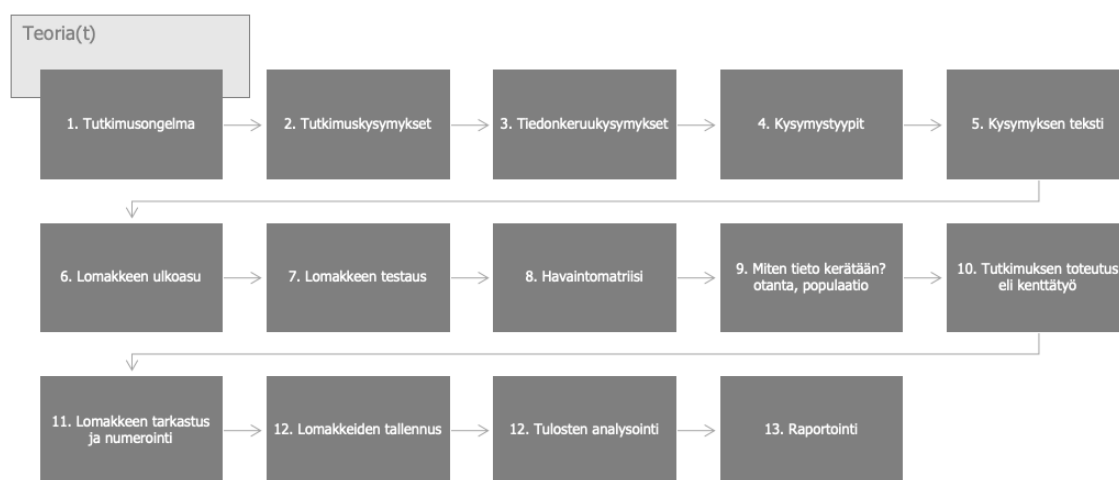 Teoria(t)
1. Tutkimusongelma
2. Tutkimuskysymykset
3. Tiedonkeruukysymykset
4. Kysymystyypit
5. Kysymyksen teksti
6. Lomakkeen ulkoasu
7. Lomakkeen testaus
8. Havaintomatriisi
9. Miten tieto kerätään?
otanta, populaatio
10. Tutkimuksen toteutus
eli kenttätyö
11. Lomakkeen tarkastus
ja numerointi
12. Lomakkeiden tallennus
12. Tulosten analysointi
13. Raportointi